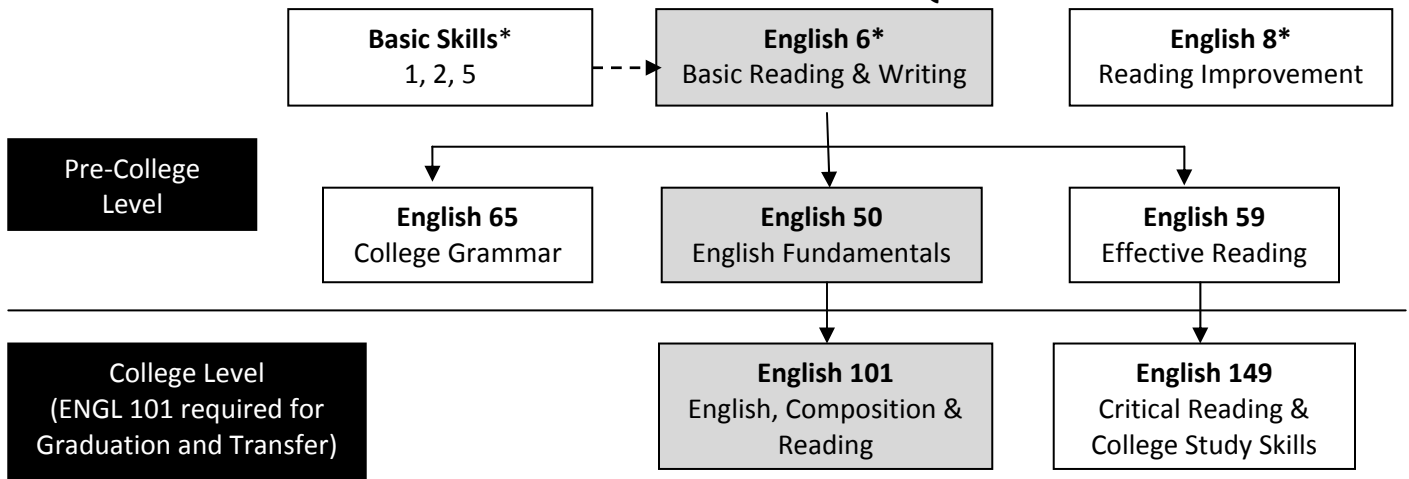 Basic Skills*
1, 2, 5
English 6*
Basic Reading & Writing
English 8*
Reading Improvement
Pre-College
Level
English 65
College Grammar
English 50
English Fundamentals
English 59
Effective Reading
College Level
(ENGL 101 required for
Graduation and Transfer)
English 101
English, Composition &
Reading
English 149
Critical Reading &
College Study Skills